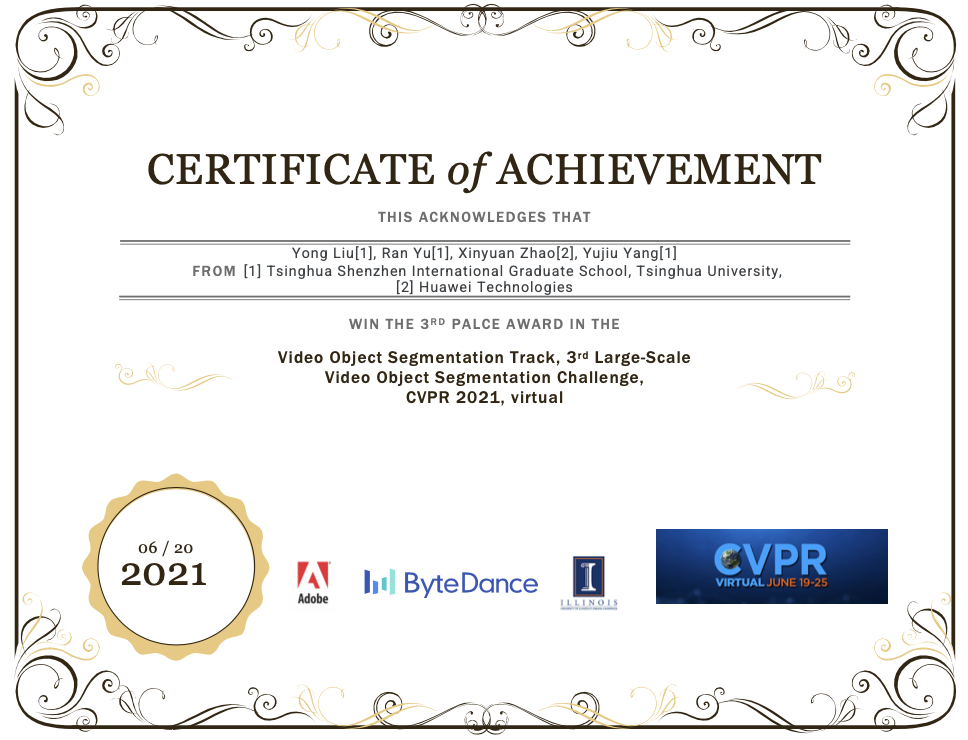 CERTIFICATE of ACHIEVEMENT
THIS ACKNOWLEDGES THAT
Yong Liu[1], Ran Yu[1], Xinyuan Zhao[2], Yujiu Yang[1]
FROM [1] Tsinghua Shenzhen International Graduate School, Tsinghua University,
[2] Huawei Technologies
WIN THE 3RD PALCE AWARD IN THE
Video Object Segmentation Track, 3rd Large-Scale
Video Object Segmentation Challenge,
CVPR 2021, virtual
06 / 20
2021
Adobe
ByteDance
I
ILLINOIS
CVPR
VIRTUAL JUNE 19-25